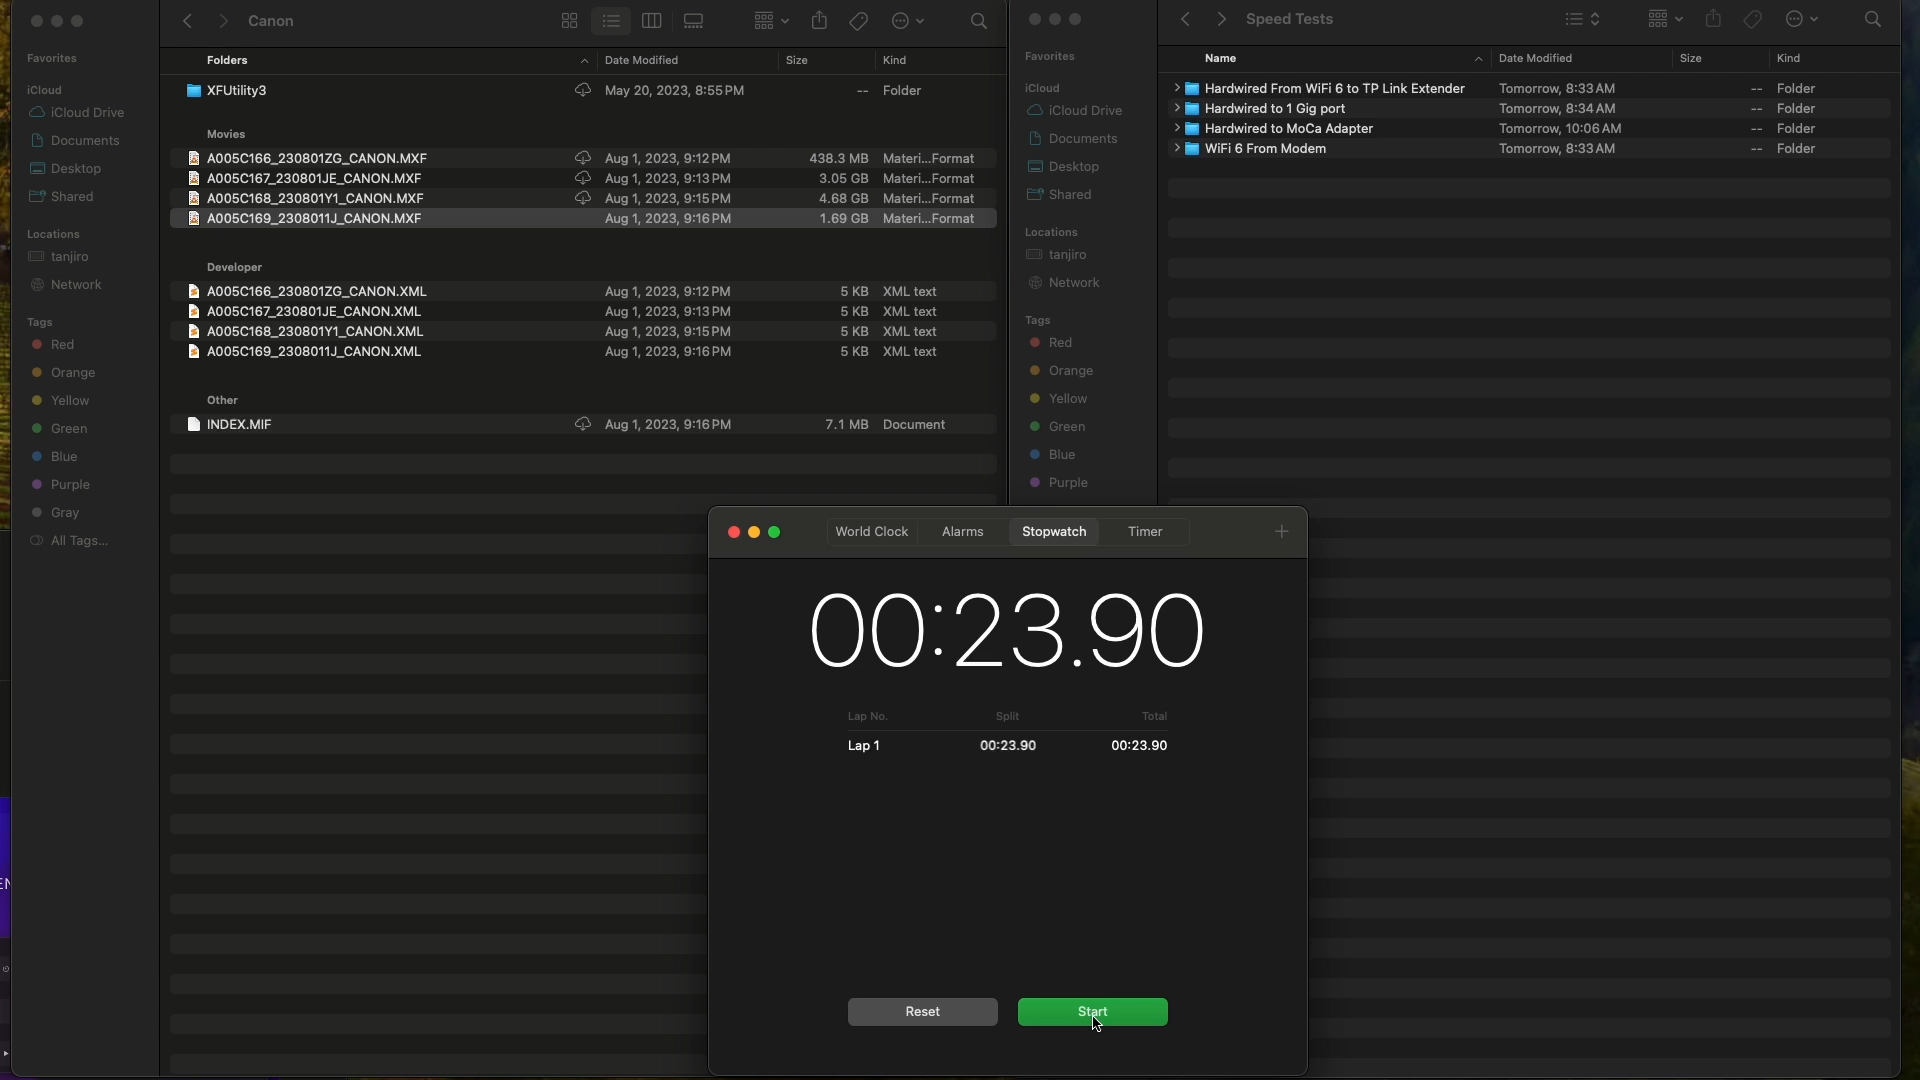 Canon
Favorites
iCloud
iCloud Drive
Documents
Desktop
Shared
Locations
tanjiro
Network
Tags
Red
Orange
Yellow
Green
Blue
Purple
Gray
All Tags...
Folders Date Modified Size Kind
XFUtility3 May 20, 2023, 8:55 PM -- Folder
Movies
A005C166_230801ZG_CANON.MXF Aug 1, 2023, 9:12 PM 438.3 MB Materi...Format
A005C167_230801JE_CANON.MXF Aug 1, 2023, 9:13 PM 3.05 GB Materi...Format
A005C168_230801Y1_CANON.MXF Aug 1, 2023, 9:15 PM 4.68 GB Materi...Format
A005C169_2308011J_CANON.MXF Aug 1, 2023, 9:16 PM 1.69 GB Materi...Format
Developer
A005C166_230801ZG_CANON.XML Aug 1, 2023, 9:12 PM 5 KB XML text
A005C167_230801JE_CANON.XML Aug 1, 2023, 9:13 PM 5 KB XML text
A005C168_230801Y1_CANON.XML Aug 1, 2023, 9:15 PM 5 KB XML text
A005C169_2308011J_CANON.XML Aug 1, 2023, 9:16 PM 5 KB XML text
Other
INDEX.MIF Aug 1, 2023, 9:16 PM 7.1 MB Document
Speed Tests
Favorites
iCloud
iCloud Drive
Documents
Desktop
Shared
Locations
tanjiro
Network
Tags
Red
Orange
Yellow
Green
Blue
Purple
Name Date Modified Size Kind
Hardwired From WiFi 6 to TP Link Extender Tomorrow, 8:33 AM -- Folder
Hardwired to 1 Gig port Tomorrow, 8:34 AM -- Folder
Hardwired to MoCa Adapter Tomorrow, 10:06 AM -- Folder
WiFi 6 From Modem Tomorrow, 8:33 AM -- Folder
World Clock Alarms Stopwatch Timer
00:23.90
Lap No. Split Total
Lap 1 00:23.90 00:23.90
Reset Start